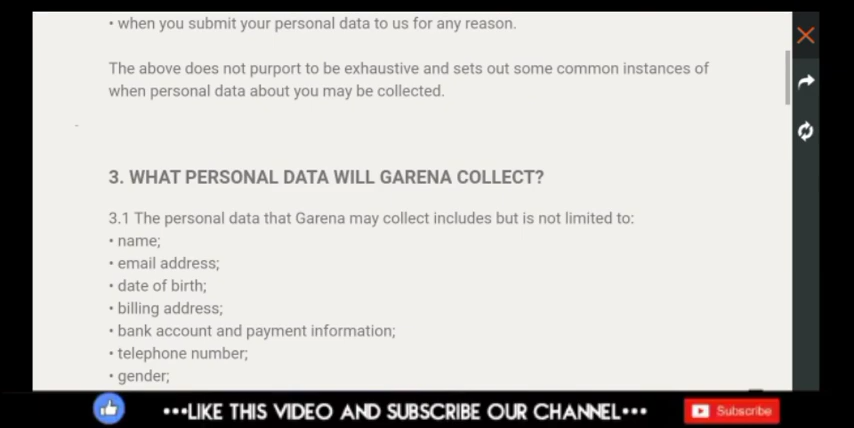 • when you submit your personal data to us for any reason.
The above does not purport to be exhaustive and sets out some common instances of
when personal data about you may be collected.
3. WHAT PERSONAL DATA WILL GARENA COLLECT?
3.1 The personal data that Garena may collect includes but is not limited to:
• name;
• email address;
• date of birth;
• billing address;
• bank account and payment information;
• telephone number;
• gender;
•••LIKE THIS VIDEO AND SUBSCRIBE OUR CHANNEL•••
Subscribe